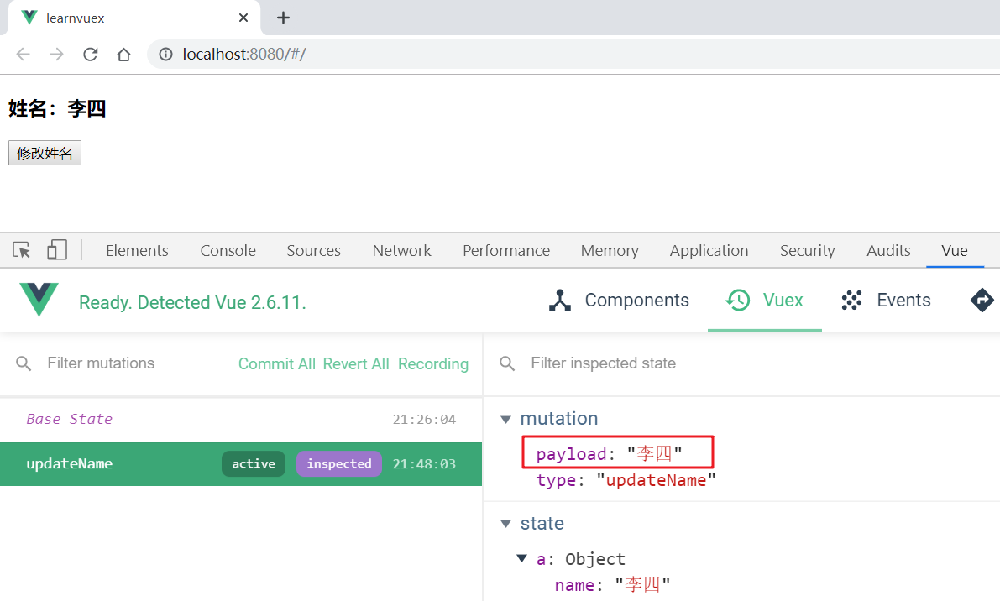 learnvuex
localhost:8080/#/
姓名：李四
修改姓名
Elements Console Sources Network Performance Memory Application Security Audits Vue
Ready. Detected Vue 2.6.11. Components Vuex Events
Filter mutations Commit All Revert All Recording Filter inspected state
Base State 21:26:04
mutation
payload: "李四"
updateName active inspected 21:48:03
type: "updateName"
state
a: Object
name: "李四"